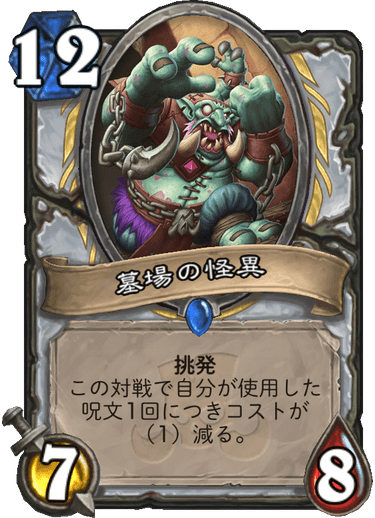 12
墓場の怪異
挑発
この対戦で自分が使用した
呪文1回につきコストが
（1）減る。
7
8